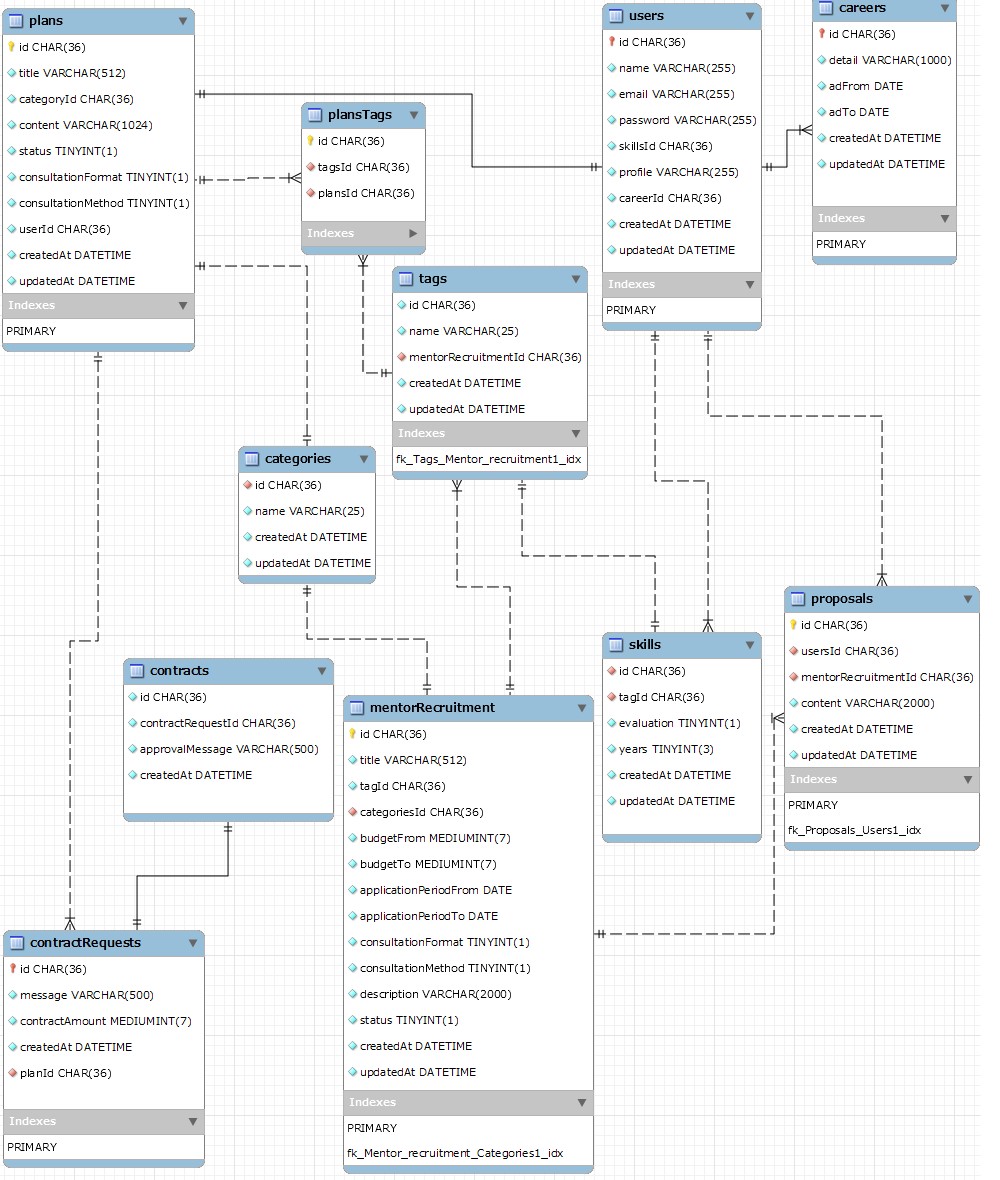 plans
id CHAR(36)
title VARCHAR(512)
categoryId CHAR(36)
content VARCHAR(1024)
status TINYINT(1)
consultationFormat TINYINT(1)
consultationMethod TINYINT(1)
userId CHAR(36)
createdAt DATETIME
updatedAt DATETIME
Indexes
PRIMARY
plansTags
id CHAR(36)
tagsId CHAR(36)
plansId CHAR(36)
Indexes
users
id CHAR(36)
name VARCHAR(255)
email VARCHAR(255)
password VARCHAR(255)
skillsId CHAR(36)
profile VARCHAR(255)
careerId CHAR(36)
createdAt DATETIME
updatedAt DATETIME
Indexes
PRIMARY
careers
id CHAR(36)
detail VARCHAR(1000)
adFrom DATE
adTo DATE
createdAt DATETIME
updatedAt DATETIME
Indexes
PRIMARY
tags
id CHAR(36)
name VARCHAR(25)
mentorRecruitmentId CHAR(36)
createdAt DATETIME
updatedAt DATETIME
Indexes
fk_Tags_Mentor_recruitment1_idx
categories
id CHAR(36)
name VARCHAR(25)
createdAt DATETIME
updatedAt DATETIME
contracts
id CHAR(36)
contractRequestId CHAR(36)
approvalMessage VARCHAR(500)
createdAt DATETIME
mentorRecruitment
id CHAR(36)
title VARCHAR(512)
tagId CHAR(36)
categoriesId CHAR(36)
budgetFrom MEDIUMINT(7)
budgetTo MEDIUMINT(7)
applicationPeriodFrom DATE
applicationPeriodTo DATE
consultationFormat TINYINT(1)
consultationMethod TINYINT(1)
description VARCHAR(2000)
status TINYINT(1)
createdAt DATETIME
updatedAt DATETIME
Indexes
PRIMARY
fk_Mentor_recruitment_Categories1_idx
skills
id CHAR(36)
tagId CHAR(36)
evaluation TINYINT(1)
years TINYINT(3)
createdAt DATETIME
updatedAt DATETIME
proposals
id CHAR(36)
usersId CHAR(36)
mentorRecruitmentId CHAR(36)
content VARCHAR(2000)
createdAt DATETIME
updatedAt DATETIME
Indexes
PRIMARY
fk_Proposals_Users1_idx
contractRequests
id CHAR(36)
message VARCHAR(500)
contractAmount MEDIUMINT(7)
createdAt DATETIME
planId CHAR(36)
Indexes
PRIMARY